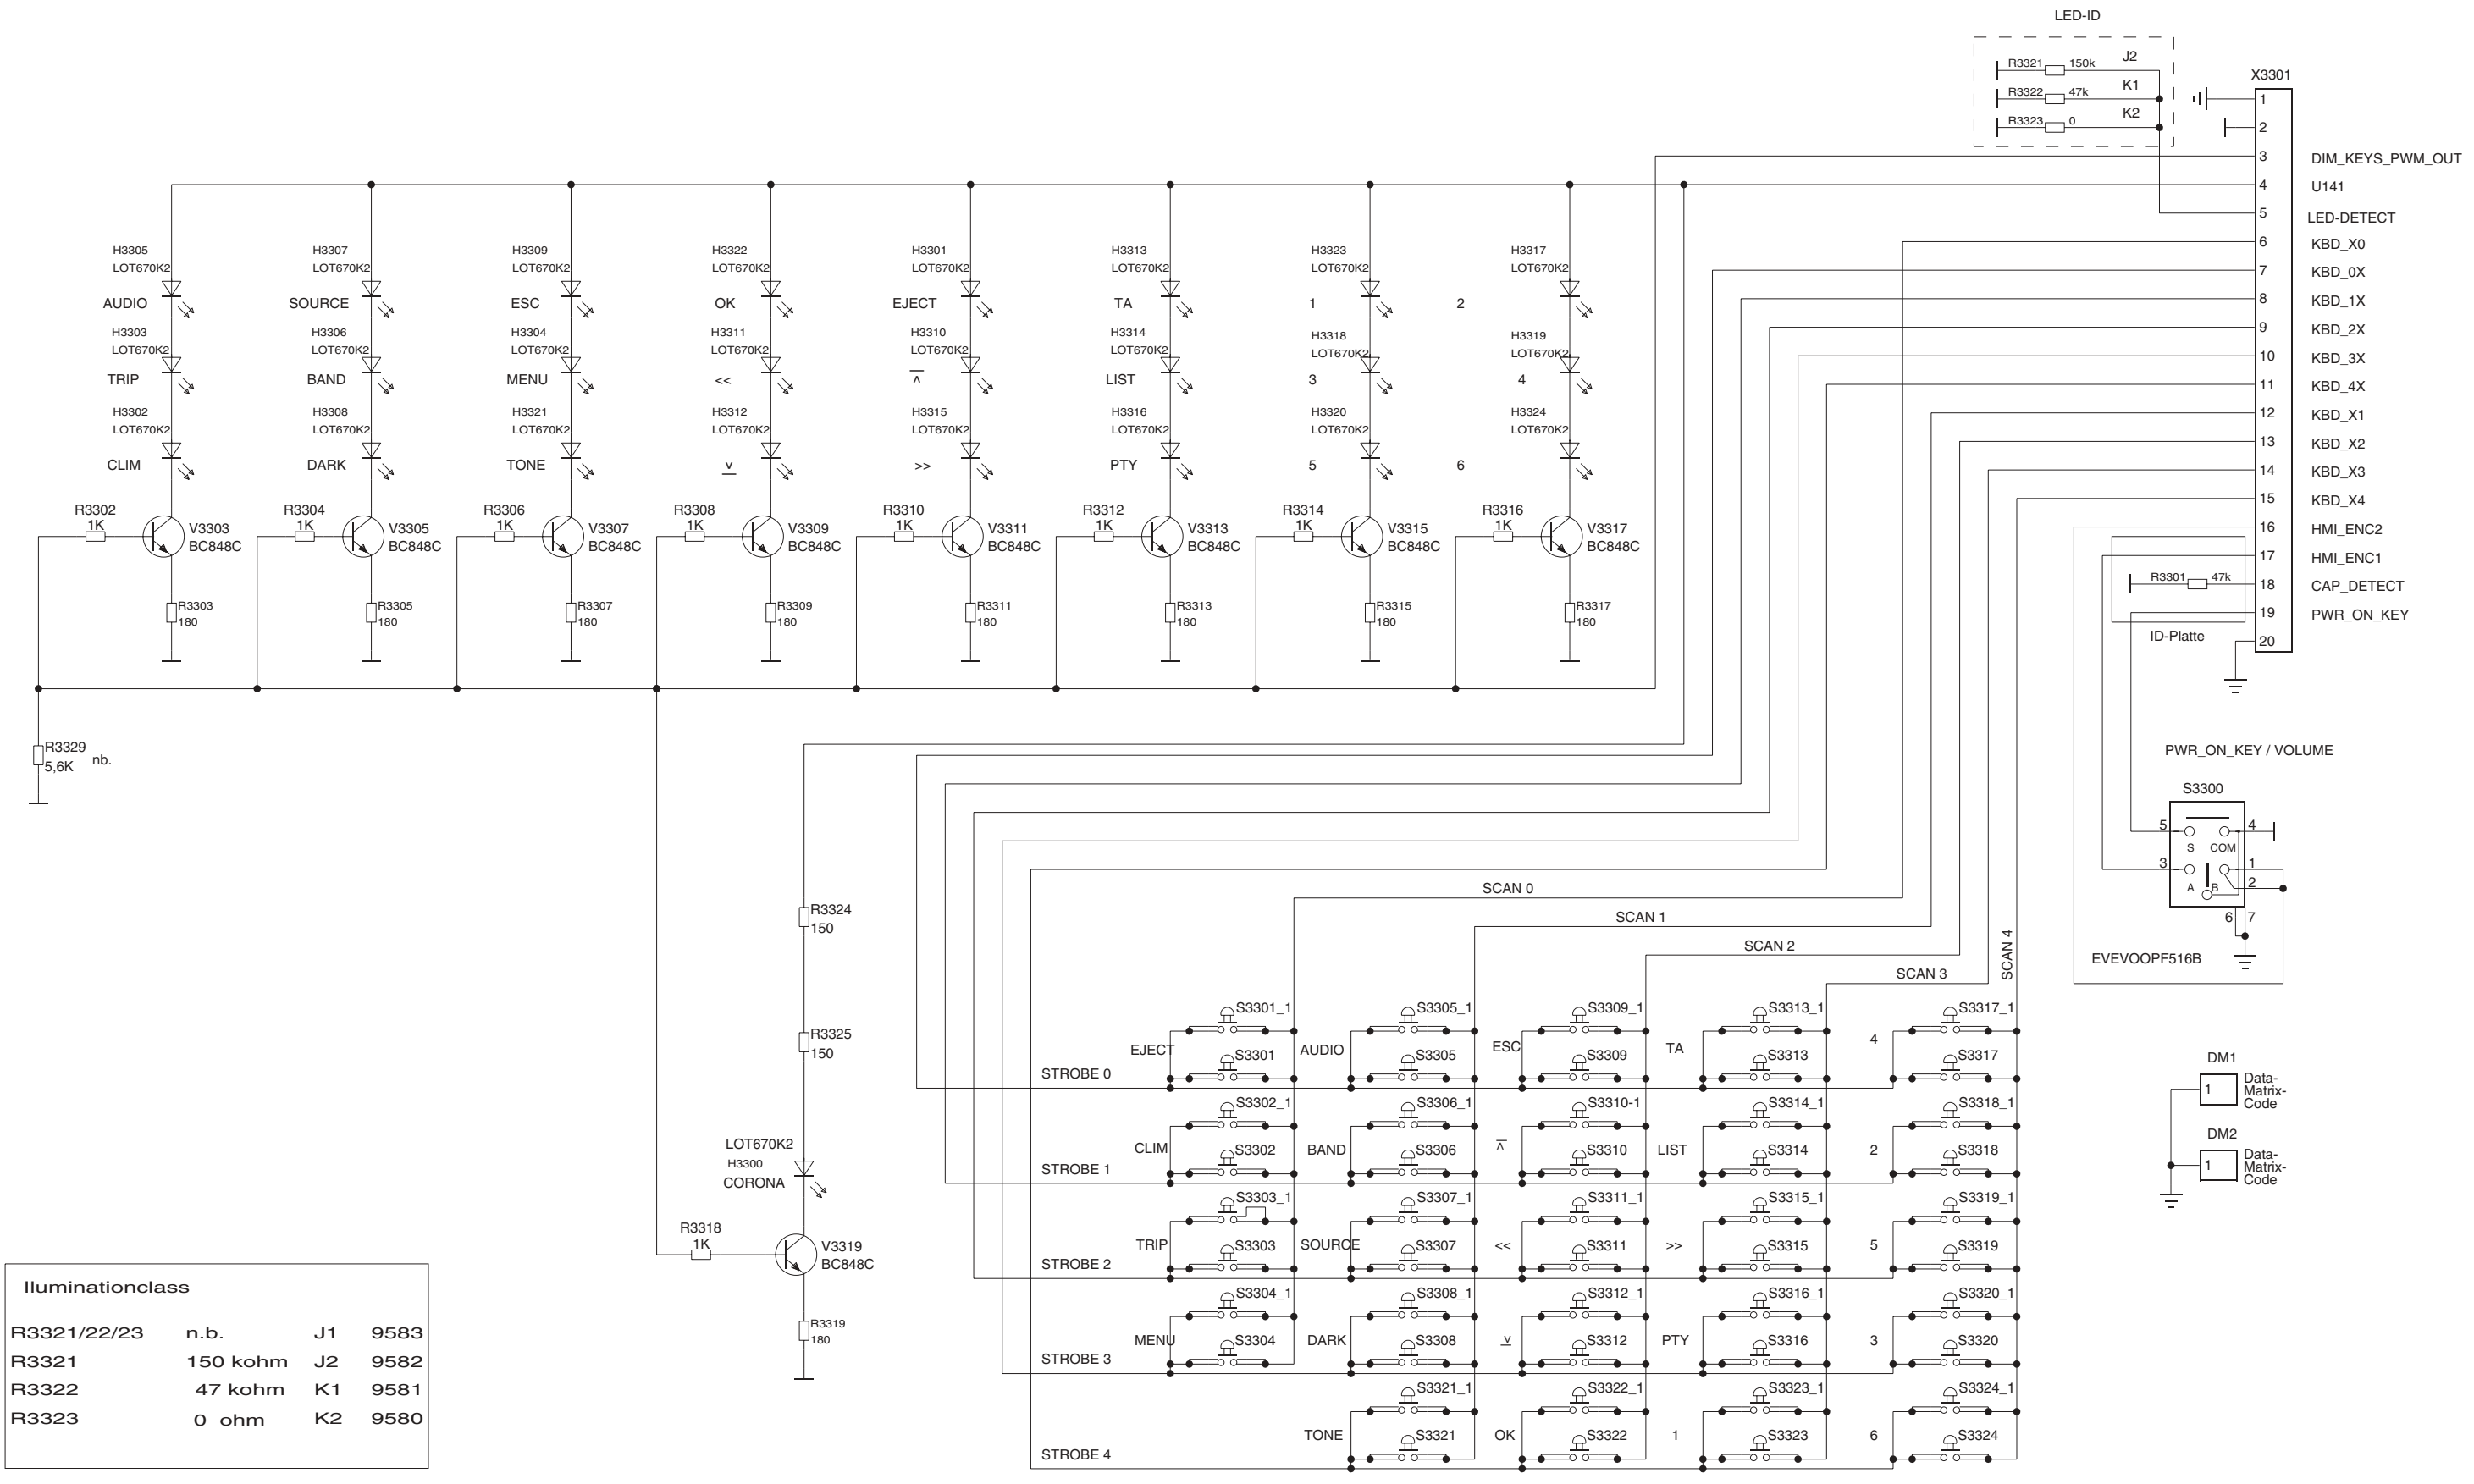 LED-ID
R3321 150k J2
R3322 47k K1
R3323 0 K2
X3301
1
2
3 DIM_KEYS_PWM_OUT
4 U141
5 LED-DETECT
6 KBD_X0
7 KBD_0X
8 KBD_1X
9 KBD_2X
10 KBD_3X
11 KBD_4X
12 KBD_X1
13 KBD_X2
14 KBD_X3
15 KBD_X4
16 HMI_ENC2
17 HMI_ENC1
R3301 47k 18 CAP_DETECT
19 PWR_ON_KEY
ID-Platte
20
H3305 H3307 H3309 H3322 H3301 H3313 H3323 H3317
LOT670K2 LOT670K2 LOT670K2 LOT670K2 LOT670K2 LOT670K2 LOT670K2 LOT670K2
AUDIO SOURCE ESC OK EJECT TA 1 2
H3303 H3306 H3304 H3311 H3310 H3314 H3318 H3319
LOT670K2 LOT670K2 LOT670K2 LOT670K2 LOT670K2 LOT670K2 LOT670K2 LOT670K2
TRIP BAND MENU << ^ LIST 3 4
H3302 H3308 H3321 H3312 H3315 H3316 H3320 H3324
LOT670K2 LOT670K2 LOT670K2 LOT670K2 LOT670K2 LOT670K2 LOT670K2 LOT670K2
CLIM DARK TONE v >> PTY 5 6
R3302 R3304 R3306 R3308 R3310 R3312 R3314 R3316
1K 1K 1K 1K 1K 1K 1K 1K
V3303 V3305 V3307 V3309 V3311 V3313 V3315 V3317
BC848C BC848C BC848C BC848C BC848C BC848C BC848C BC848C
R3303 R3305 R3307 R3309 R3311 R3313 R3315 R3317
180 180 180 180 180 180 180 180
R3329
5,6K nb.
PWR_ON_KEY / VOLUME
S3300
5 4
S COM
3 1
A B 2
6 7
EVEVOOPF516B
R3324
150
R3325
150
LOT670K2
H3300
CORONA
R3318
1K
V3319
BC848C
R3319
180
SCAN 0
SCAN 1
SCAN 2
SCAN 3
SCAN 4
S3301_1 S3305_1 S3309_1 S3313_1 S3317_1
EJECT AUDIO ESC TA 4
S3301 S3305 S3309 S3313 S3317
STROBE 0
S3302_1 S3306_1 S3310-1 S3314_1 S3318_1
CLIM BAND ^ LIST 2
S3302 S3306 S3310 S3314 S3318
STROBE 1
S3303_1 S3307_1 S3311_1 S3315_1 S3319_1
TRIP SOURCE << >> 5
S3303 S3307 S3311 S3315 S3319
STROBE 2
S3304_1 S3308_1 S3312_1 S3316_1 S3320_1
MENU DARK v PTY 3
S3304 S3308 S3312 S3316 S3320
STROBE 3
S3321_1 S3322_1 S3323_1 S3324_1
TONE OK 1 6
S3321 S3322 S3323 S3324
STROBE 4
DM1
1 Data-
Matrix-
Code
DM2
1 Data-
Matrix-
Code
Iluminationclass
R3321/22/23 n.b. J1 9583
R3321 150 kohm J2 9582
R3322 47 kohm K1 9581
R3323 0 ohm K2 9580